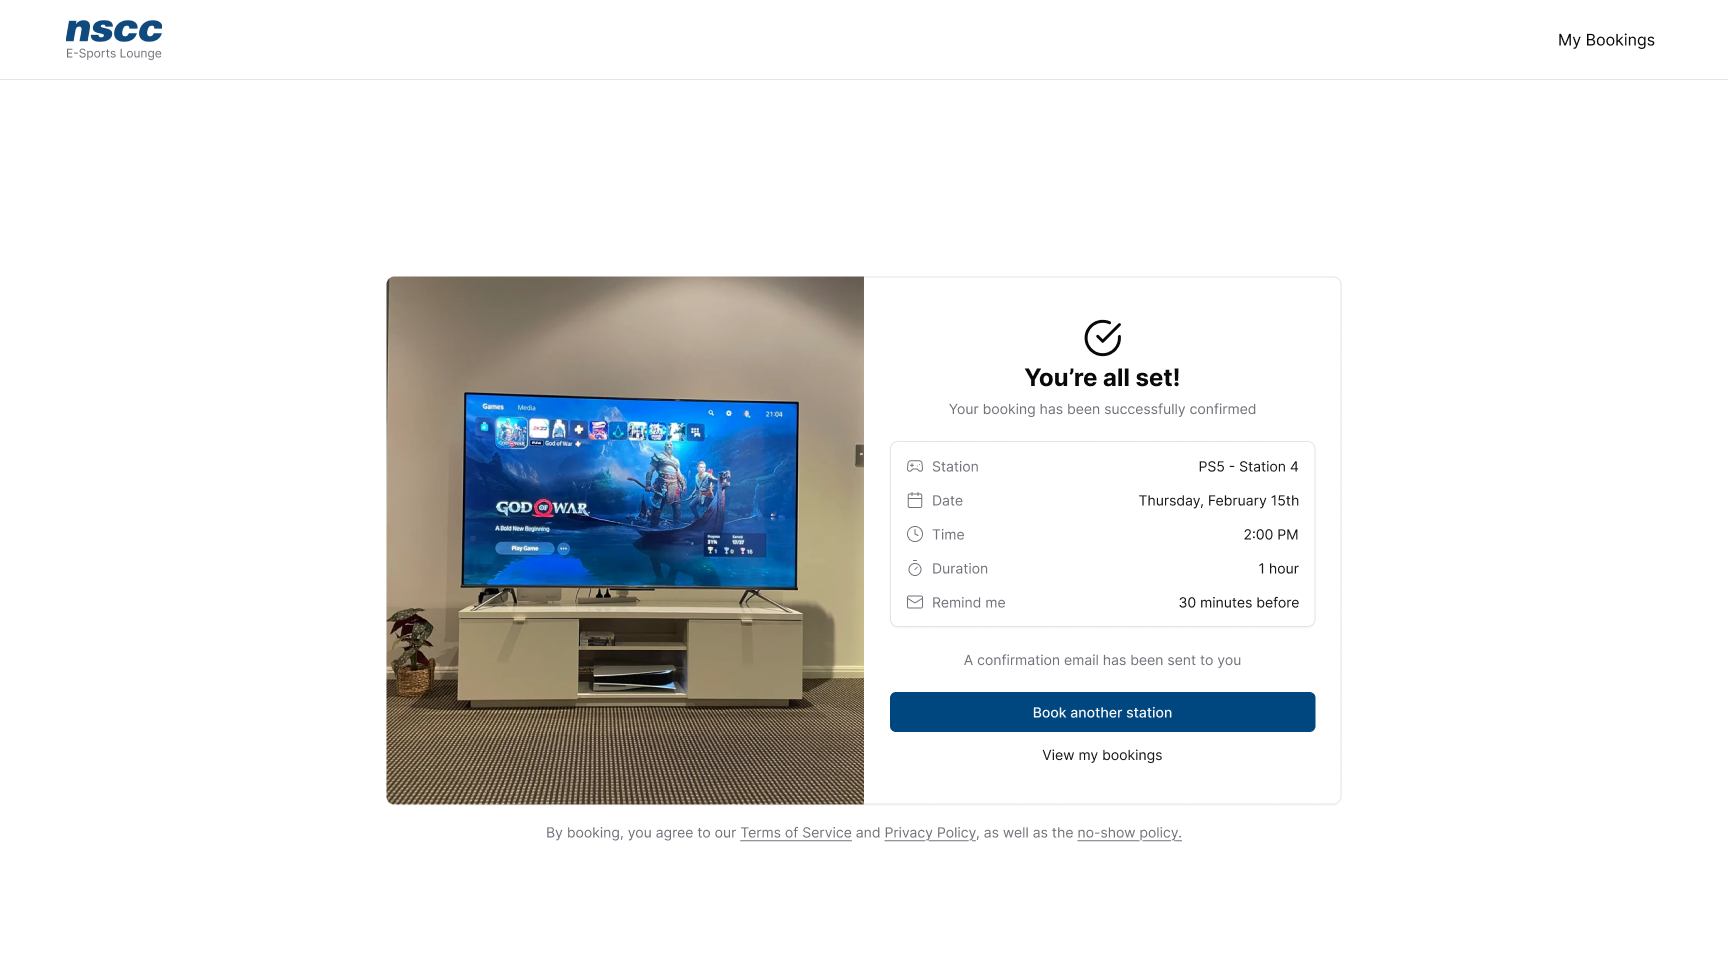 nscc
E-Sports Lounge
My Bookings
Games Media
21:04
God of War
GOD OF WAR
A Bold New Beginning
Play Game
You're all set!
Your booking has been successfully confirmed
Station PS5 - Station 4
Date Thursday, February 15th
Time 2:00 PM
Duration 1 hour
Remind me 30 minutes before
A confirmation email has been sent to you
Book another station
View my bookings
By booking, you agree to our Terms of Service and Privacy Policy, as well as the no-show policy.